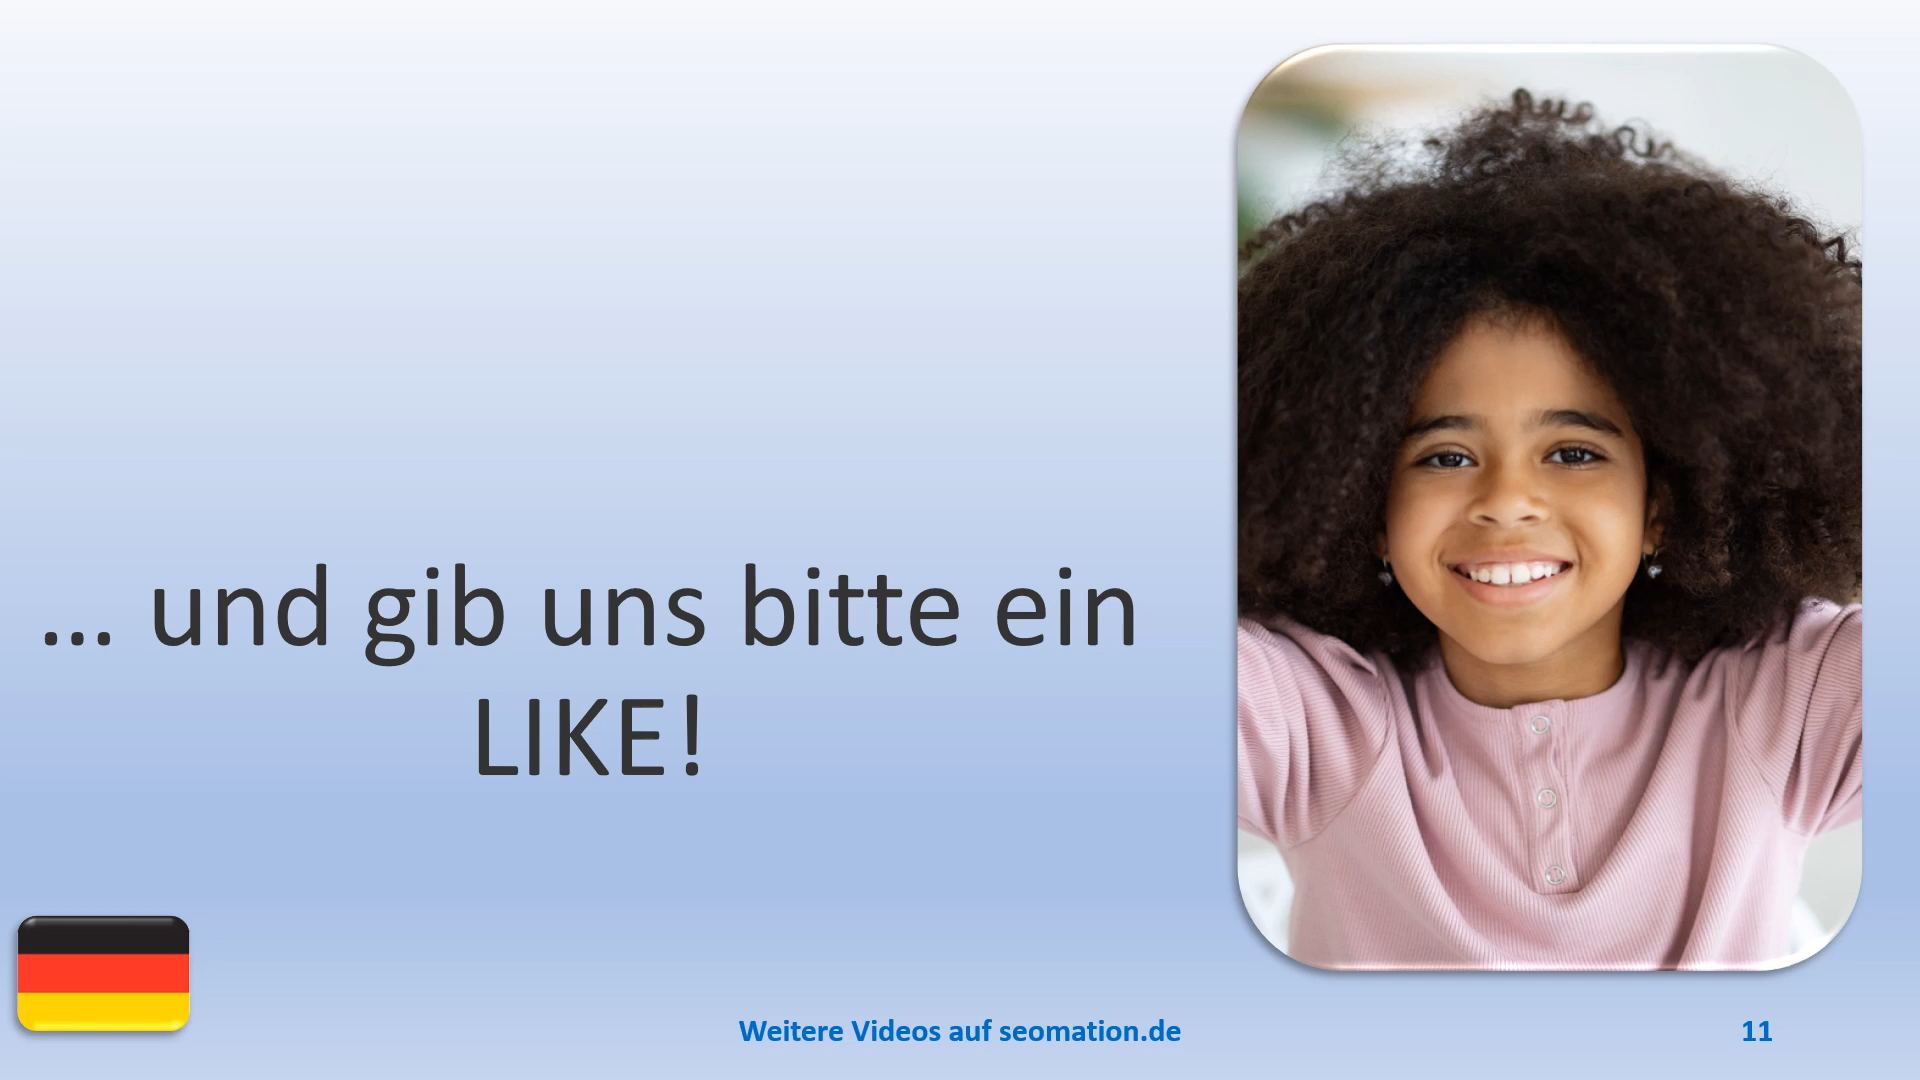 ... und gib uns bitte ein
LIKE!
Weitere Videos auf seomation.de
11